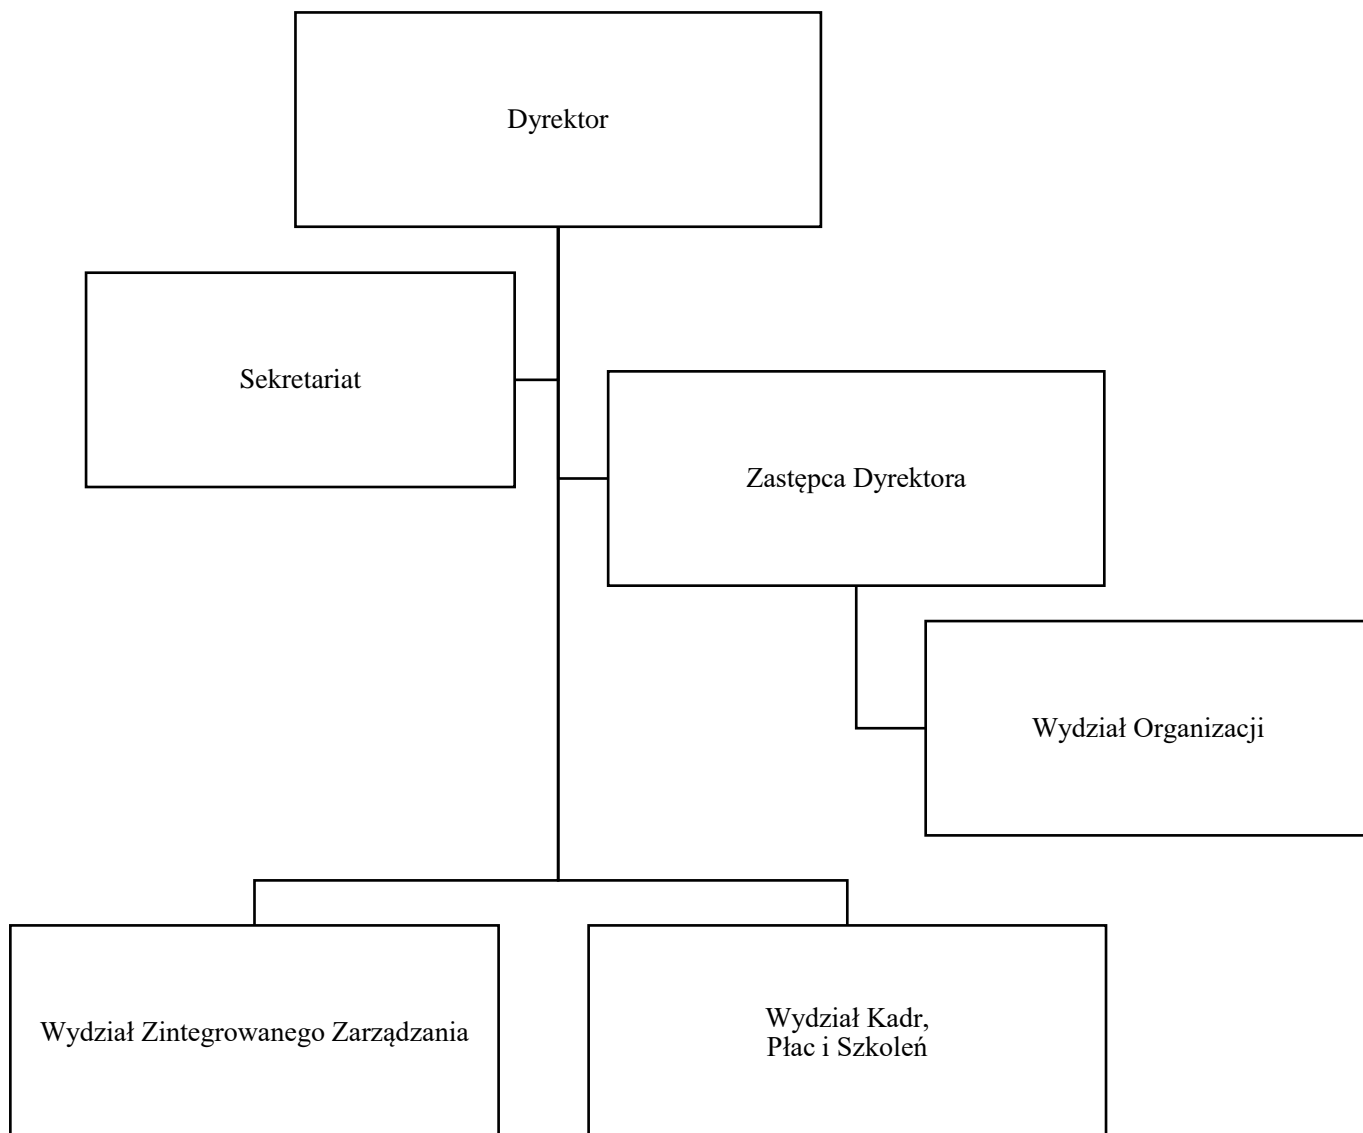 Dyrektor
Sekretariat
Zastępca Dyrektora
Wydział Organizacji
Wydział Zintegrowanego Zarządzania
Wydział Kadr,
Płac i Szkoleń